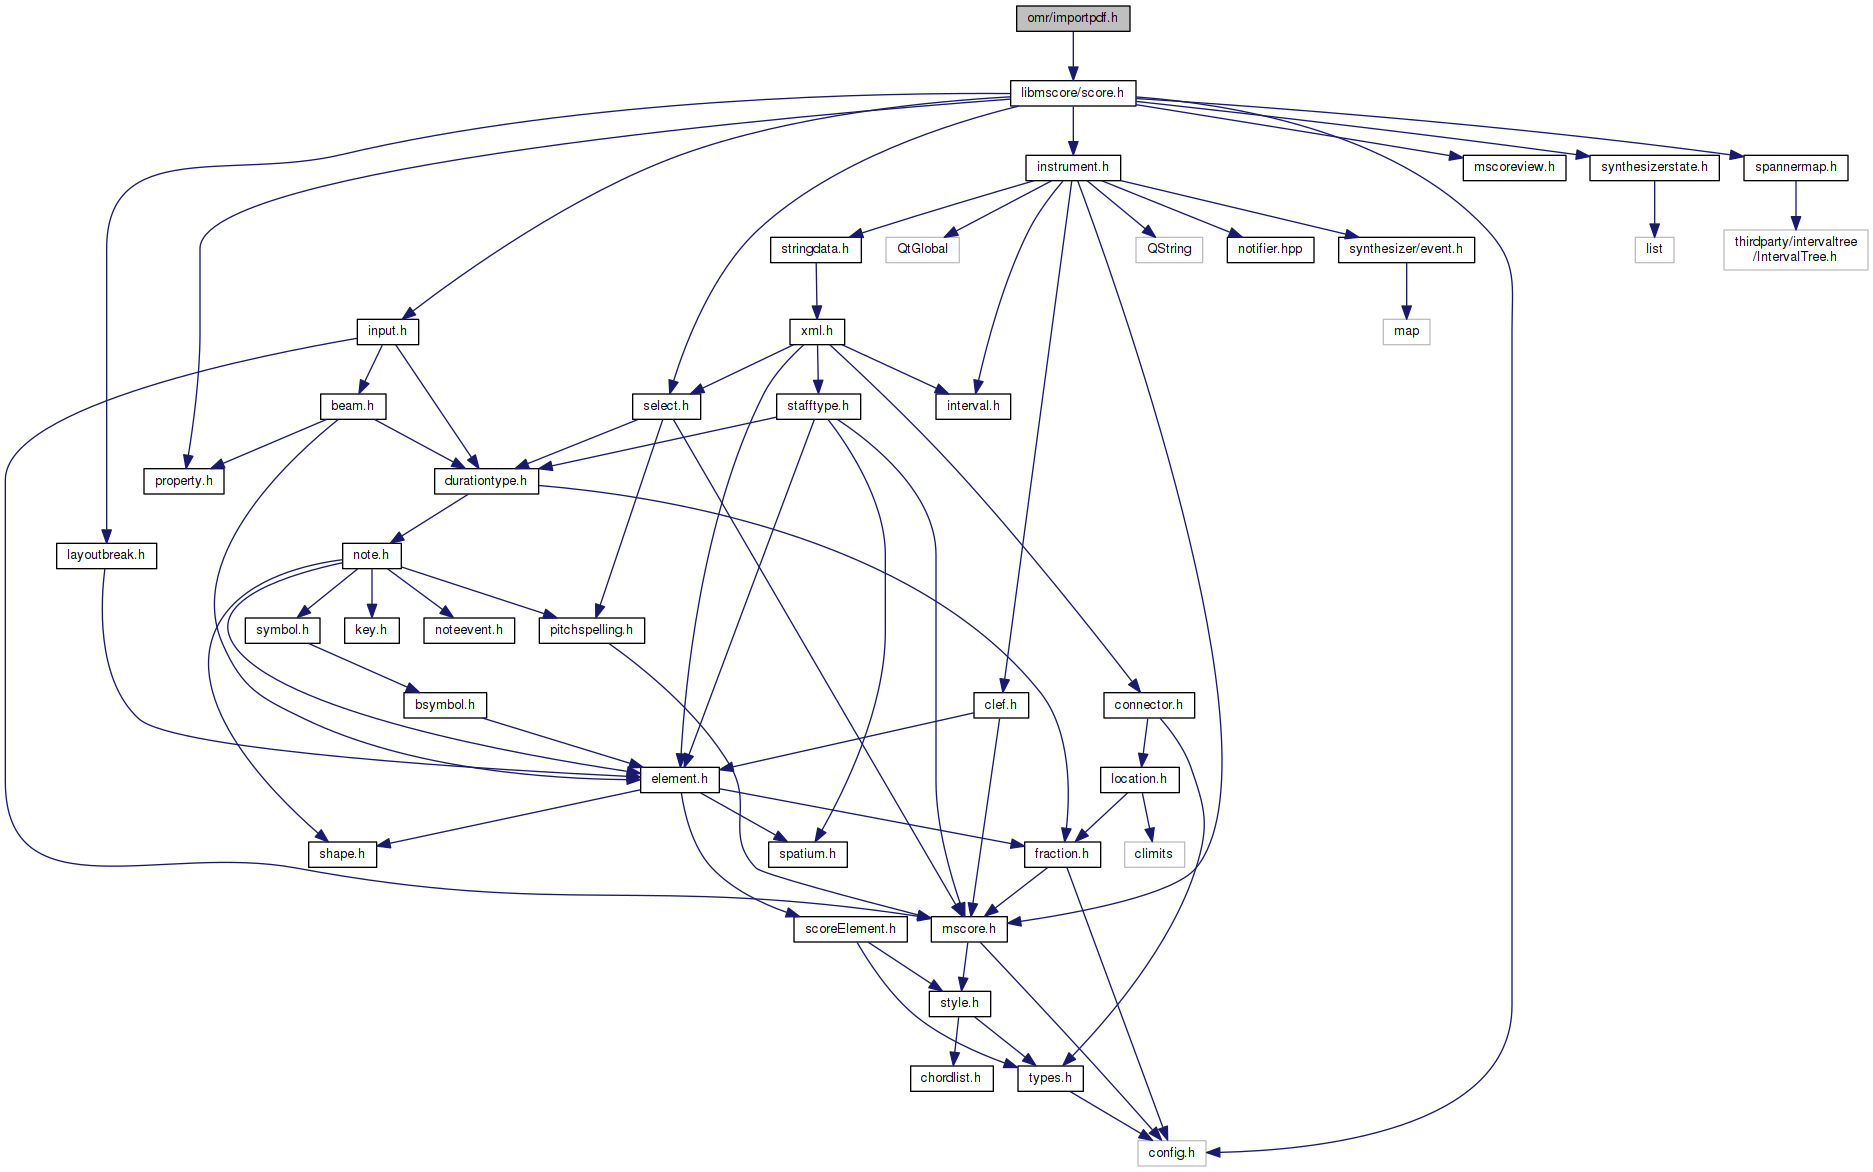 omr/importpdf.h
libmscore/score.h
instrument.h
mscoreview.h
synthesizerstate.h
spannermap.h
stringdata.h
QtGlobal
QString
notifier.hpp
synthesizer/event.h
list
thirdparty/intervaltree
/IntervalTree.h
input.h
xml.h
map
beam.h
select.h
stafftype.h
interval.h
property.h
durationtype.h
layoutbreak.h
note.h
symbol.h
key.h
noteevent.h
pitchspelling.h
bsymbol.h
clef.h
connector.h
element.h
location.h
shape.h
spatium.h
fraction.h
climits
scoreElement.h
mscore.h
style.h
chordlist.h
types.h
config.h